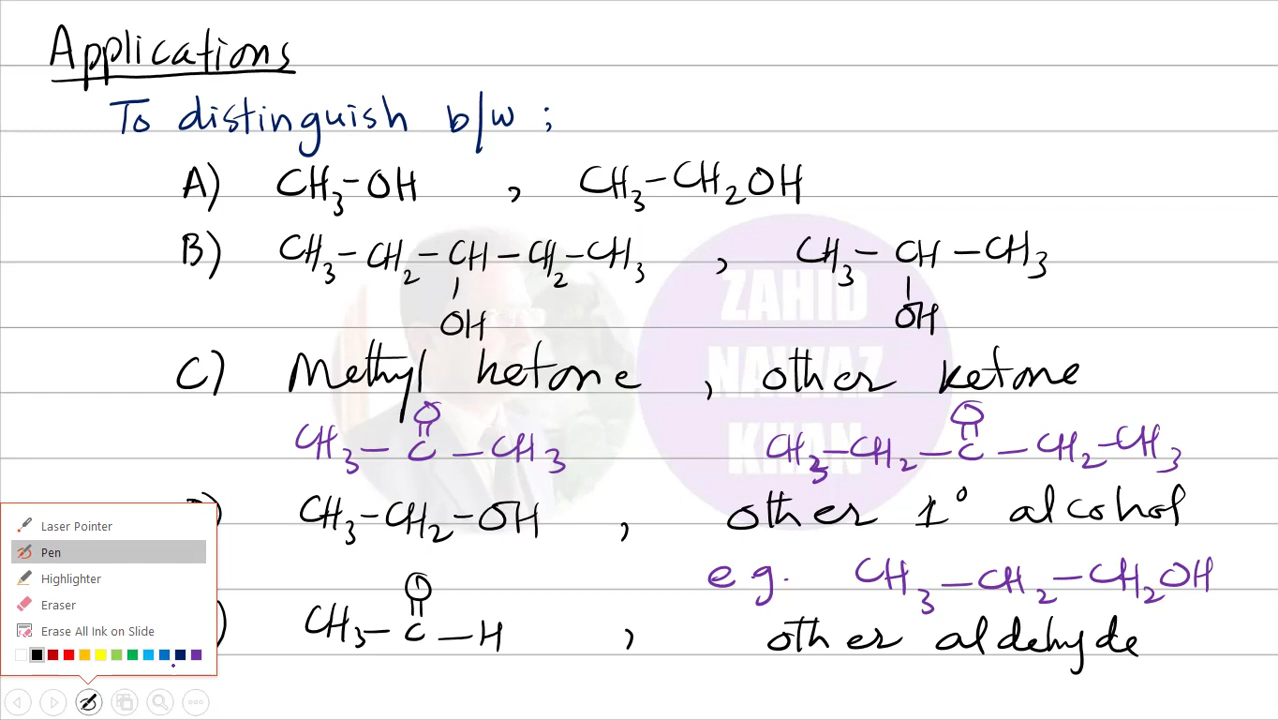 Applications
To distinguish b/w ;
A) CH3-OH , CH3-CH2OH
B) CH3-CH2-CH-CH2-CH3 , CH3-CH-CH3
OH OH
C) Methyl ketone , other ketone
O O
CH3-C-CH3 CH3-CH2-C-CH2-CH3
D) CH3-CH2-OH , other 1° alcohol
e g. CH3-CH2-CH2OH
O
) CH3-C-H , other aldehyde
ZAHID
NAWAZ
KHAN
Laser Pointer
Pen
Highlighter
Eraser
Erase All Ink on Slide